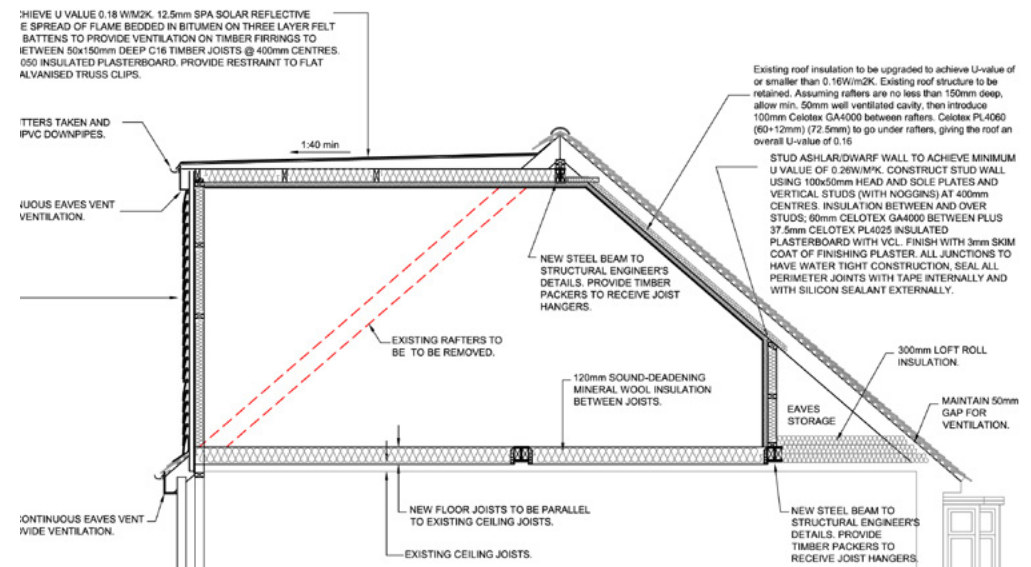 CHIEVE U VALUE 0.18 W/M2K. 12.5mm SPA SOLAR REFLECTIVE
E SPREAD OF FLAME BEDDED IN BITUMEN ON THREE LAYER FELT
BATTENS TO PROVIDE VENTILATION ON TIMBER FIRRINGS TO
BETWEEN 50x150mm DEEP C16 TIMBER JOISTS @ 400mm CENTRES.
050 INSULATED PLASTERBOARD. PROVIDE RESTRAINT TO FLAT
ALVANISED TRUSS CLIPS.
TTERS TAKEN AND
UPVC DOWNPIPES.
1:40 min
NUOUS EAVES VENT
VENTILATION.
Existing roof insulation to be upgraded to achieve U-value of
or smaller than 0.16W/m2K. Existing roof structure to be
retained. Assuming rafters are no less than 150mm deep,
allow min. 50mm well ventilated cavity, then introduce
100mm Celotex GA4000 between rafters. Celotex PL4060
(60+12mm) (72.5mm) to go under rafters, giving the roof an
overall U-value of 0.16
STUD ASHLAR/DWARF WALL TO ACHIEVE MINIMUM
U VALUE OF 0.26W/M²K. CONSTRUCT STUD WALL
USING 100x50mm HEAD AND SOLE PLATES AND
VERTICAL STUDS (WITH NOGGINS) AT 400mm
CENTRES. INSULATION BETWEEN AND OVER
STUDS; 60mm CELOTEX GA4000 BETWEEN PLUS
37.5mm CELOTEX PL4025 INSULATED
PLASTERBOARD WITH VCL. FINISH WITH 3mm SKIM
COAT OF FINISHING PLASTER. ALL JUNCTIONS TO
HAVE WATER TIGHT CONSTRUCTION, SEAL ALL
PERIMETER JOINTS WITH TAPE INTERNALLY AND
WITH SILICON SEALANT EXTERNALLY.
NEW STEEL BEAM TO
STRUCTURAL ENGINEER'S
DETAILS. PROVIDE TIMBER
PACKERS TO RECEIVE JOIST
HANGERS.
EXISTING RAFTERS TO
BE TO BE REMOVED.
120mm SOUND-DEADENING
MINERAL WOOL INSULATION
BETWEEN JOISTS.
300mm LOFT ROLL
INSULATION.
EAVES
STORAGE
MAINTAIN 50mm
GAP FOR
VENTILATION.
CONTINUOUS EAVES VENT
OVIDE VENTILATION.
NEW FLOOR JOISTS TO BE PARALLEL
TO EXISTING CEILING JOISTS.
EXISTING CEILING JOISTS.
NEW STEEL BEAM TO
STRUCTURAL ENGINEER'S
DETAILS. PROVIDE
TIMBER PACKERS TO
RECEIVE JOIST HANGERS.